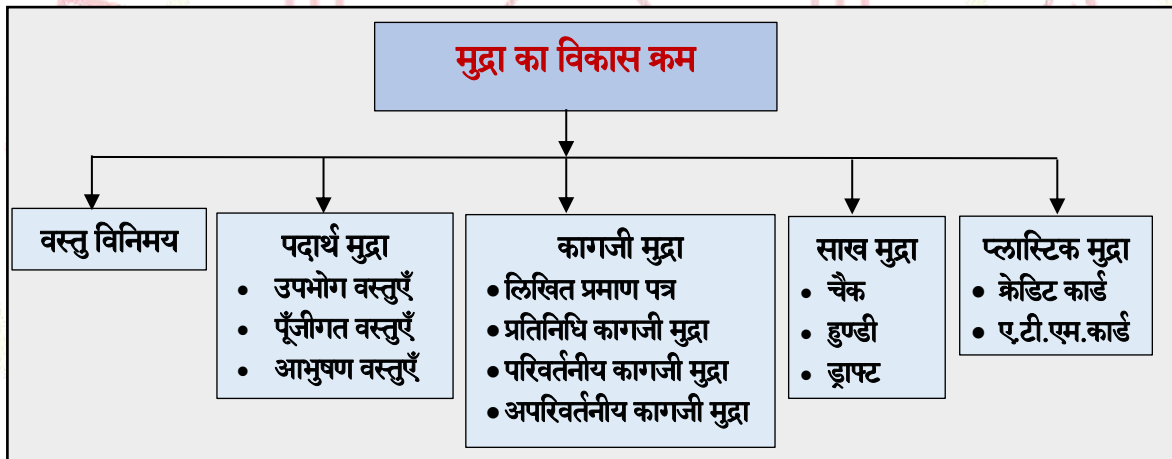 मुद्रा का विकास क्रम
वस्तु विनिमय
पदार्थ मुद्रा
• उपभोग वस्तुएँ
• पूँजीगत वस्तुएँ
• आभुषण वस्तुएँ
कागजी मुद्रा
• लिखित प्रमाण पत्र
• प्रतिनिधि कागजी मुद्रा
• परिवर्तनीय कागजी मुद्रा
• अपरिवर्तनीय कागजी मुद्रा
साख मुद्रा
• चैक
• हुण्डी
• ड्राफ्ट
प्लास्टिक मुद्रा
• क्रेडिट कार्ड
• ए.टी.एम.कार्ड